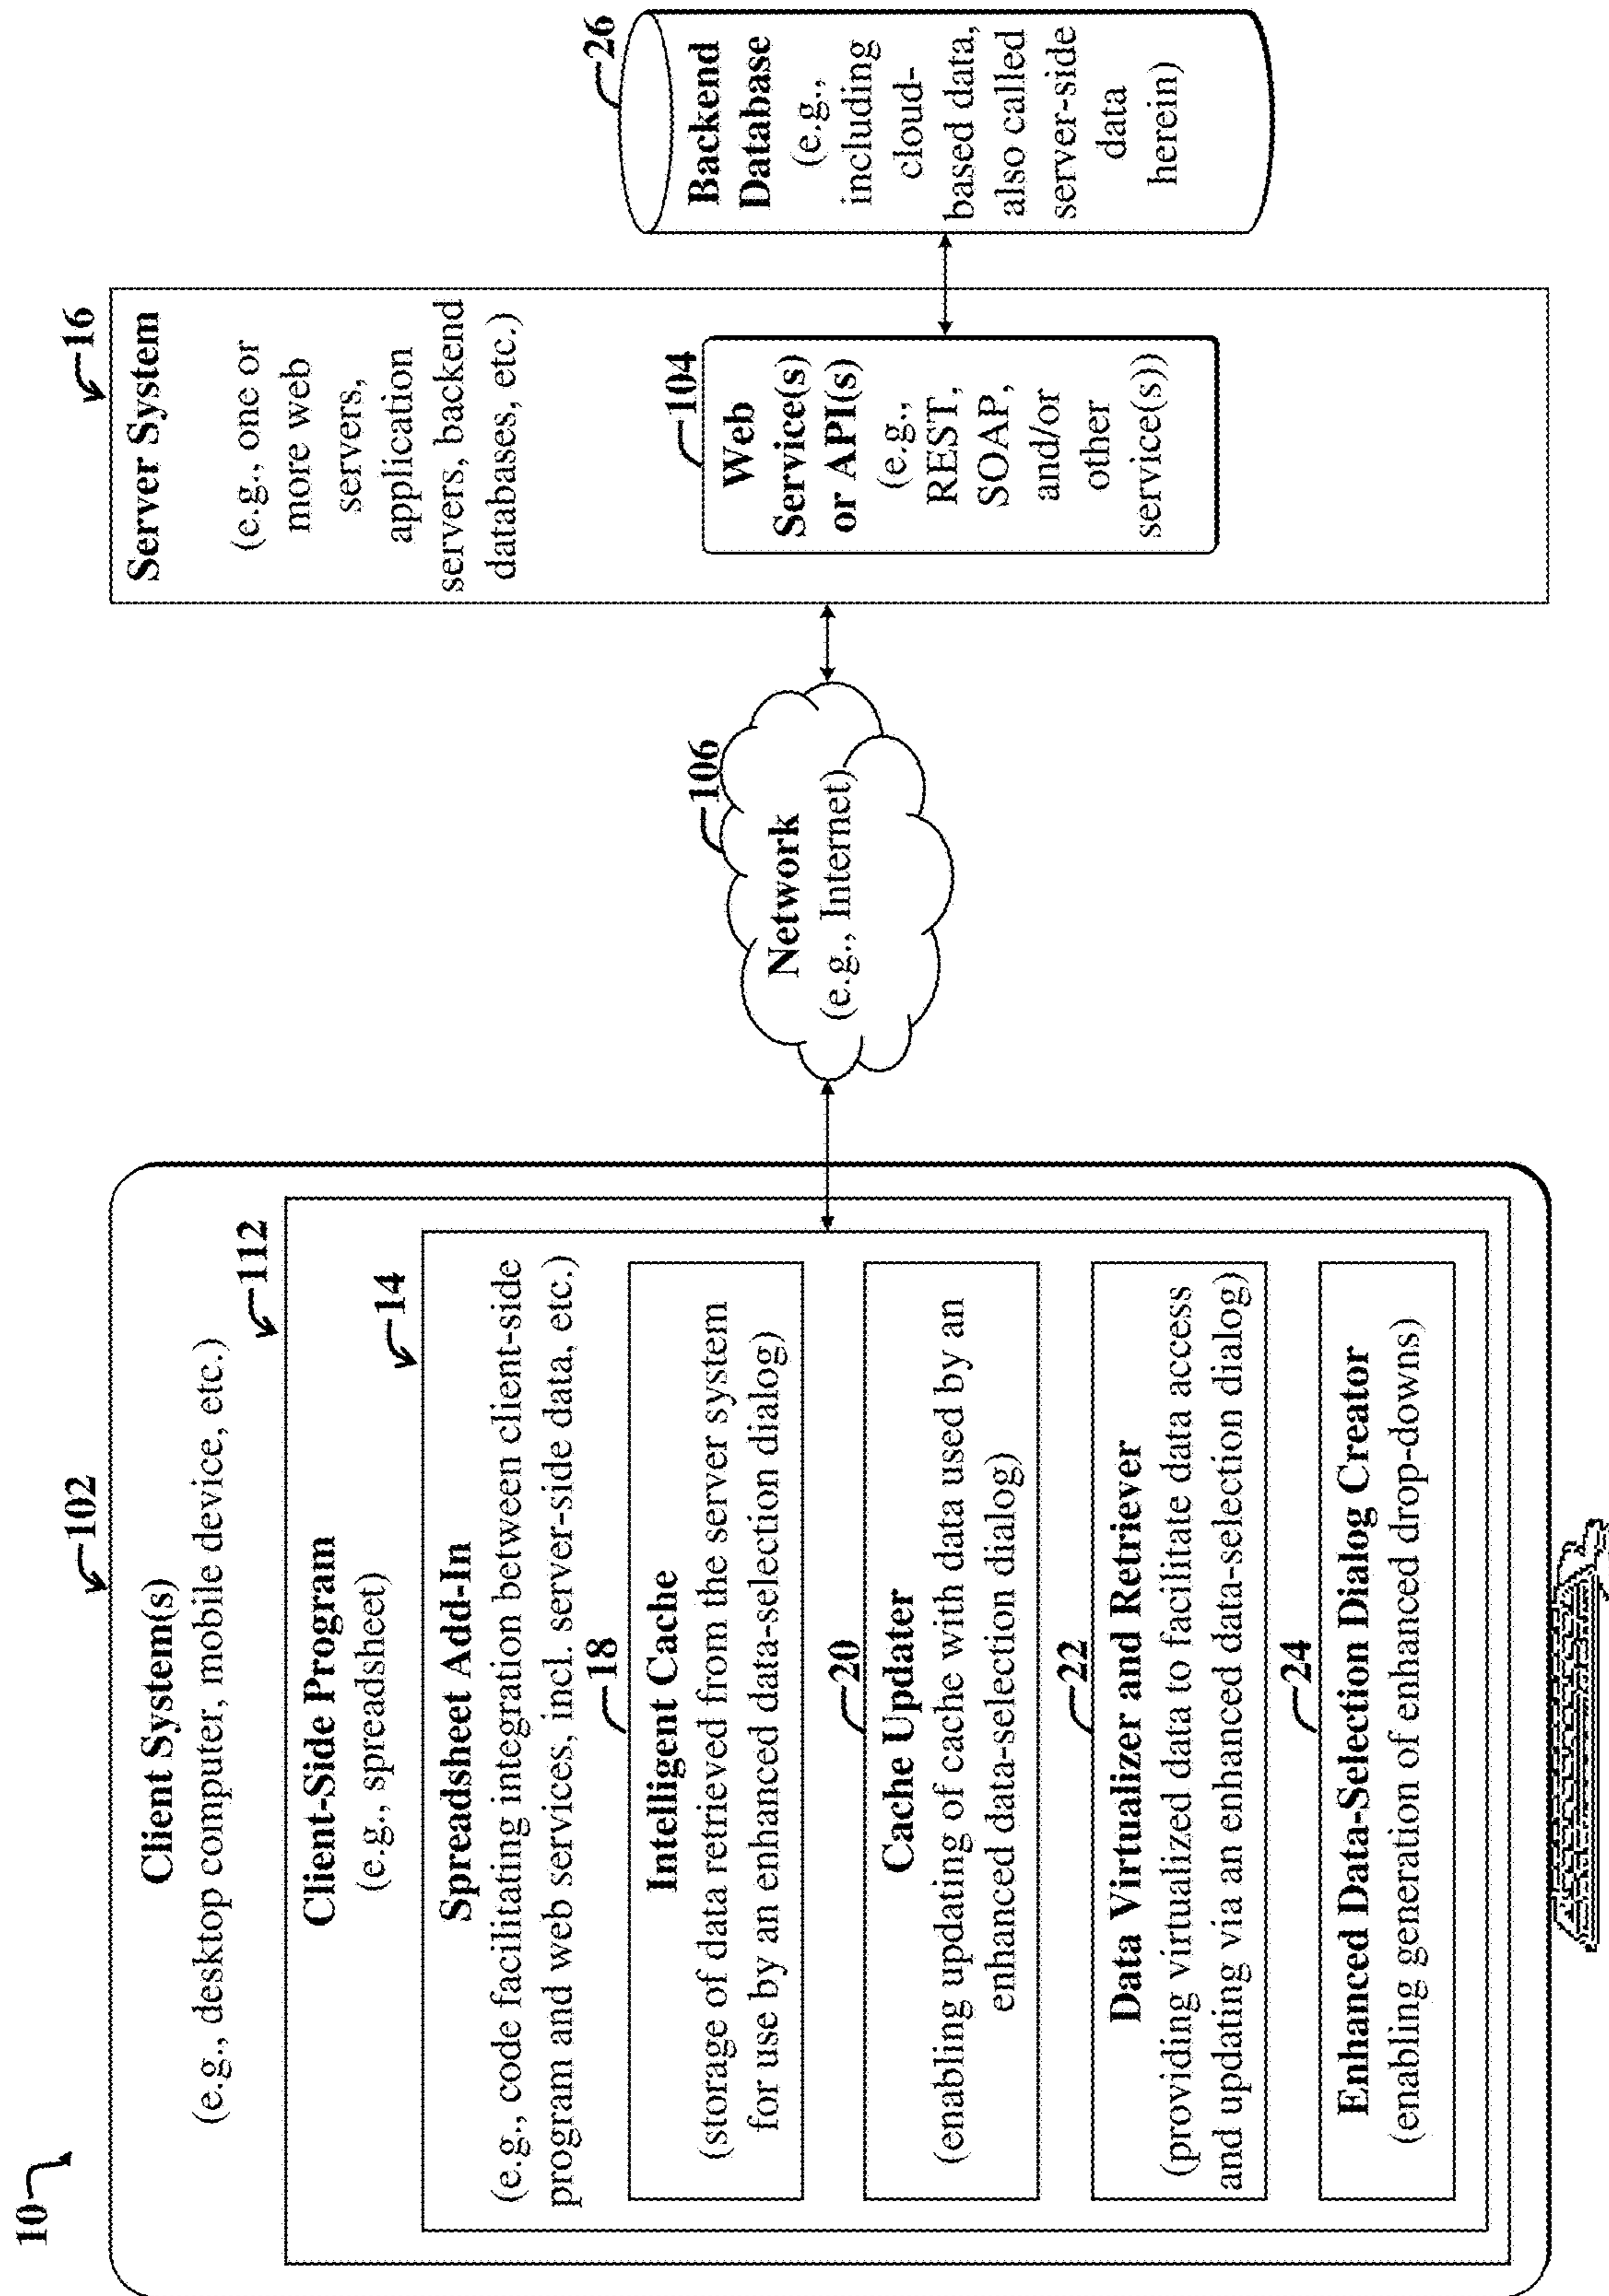 10
102
Client System(s)
(e.g., desktop computer, mobile device, etc.)
112
Client-Side Program
(e.g., spreadsheet)
14
Spreadsheet Add-In
(e.g., code facilitating integration between client-side
program and web services, incl. server-side data, etc.)
18
Intelligent Cache
(storage of data retrieved from the server system
for use by an enhanced data-selection dialog)
20
Cache Updater
(enabling updating of cache with data used by an
enhanced data-selection dialog)
22
Data Virtualizer and Retriever
(providing virtualized data to facilitate data access
and updating via an enhanced data-selection dialog)
24
Enhanced Data-Selection Dialog Creator
(enabling generation of enhanced drop-downs
106
Network
(e.g., Internet)
16
Server System
(e.g., one or
more web
servers,
application
servers, backend
databases, etc.)
104
Web
Service(s)
or API(s)
(e.g.,
REST,
SOAP,
and/or
other
service(s))
26
Backend
Database
(e.g.,
including
cloud-
based data,
also called
server-side
data
herein)